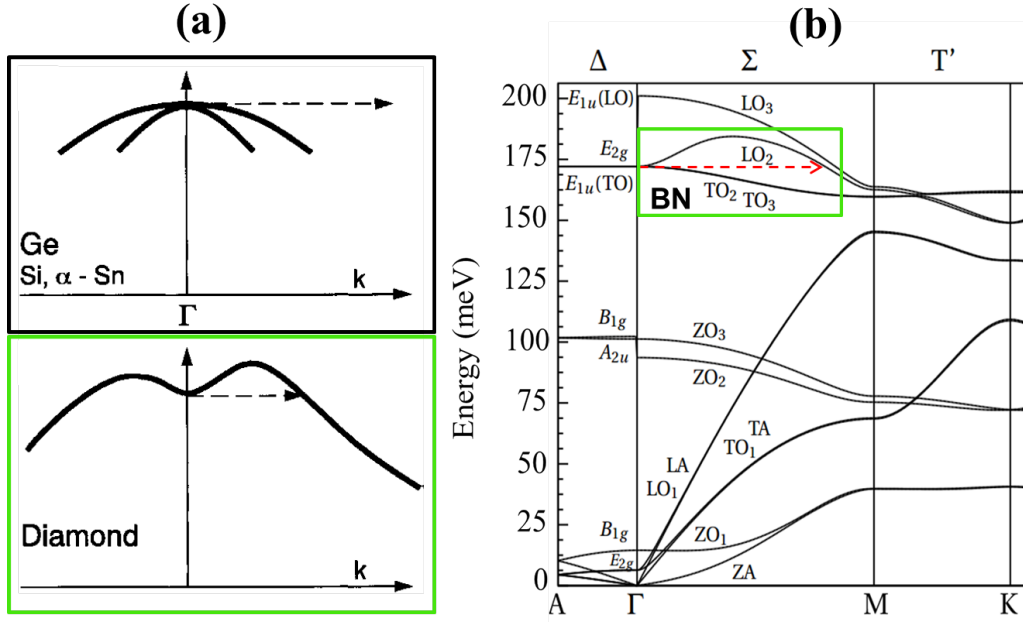 (a)
Ge
Si, α - Sn
k
Γ
Diamond
k
(b)
Δ Σ T'
Energy (meV)
200
175
150
125
100
75
50
25
0
E1u(LO)
E2g
E1u(TO)
LO3
LO2
BN
TO2 TO3
B1g
A2u
ZO3
ZO2
TA
TO1
LA
LO1
B1g
E2g
ZO1
ZA
A Γ M K